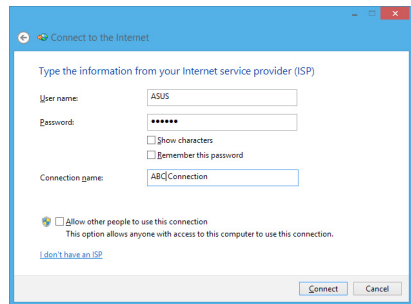 Connect to the Internet
Type the information from your Internet service provider (ISP)
User name:
ASUS
Password:
••••••
Show characters
Remember this password
Connection name:
ABC Connection
Allow other people to use this connection
This option allows anyone with access to this computer to use this connection.
I don't have an ISP
Connect
Cancel